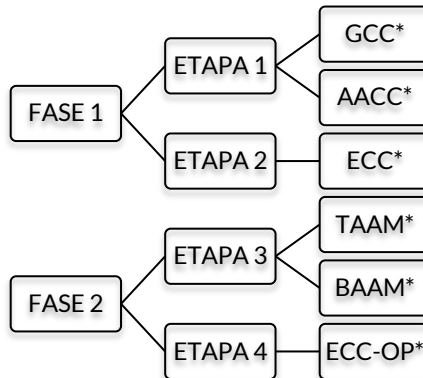 FASE 1
ETAPA 1
GCC*
AACC*
ETAPA 2
ECC*
FASE 2
ETAPA 3
TAAM*
BAAM*
ETAPA 4
ECC-OP*